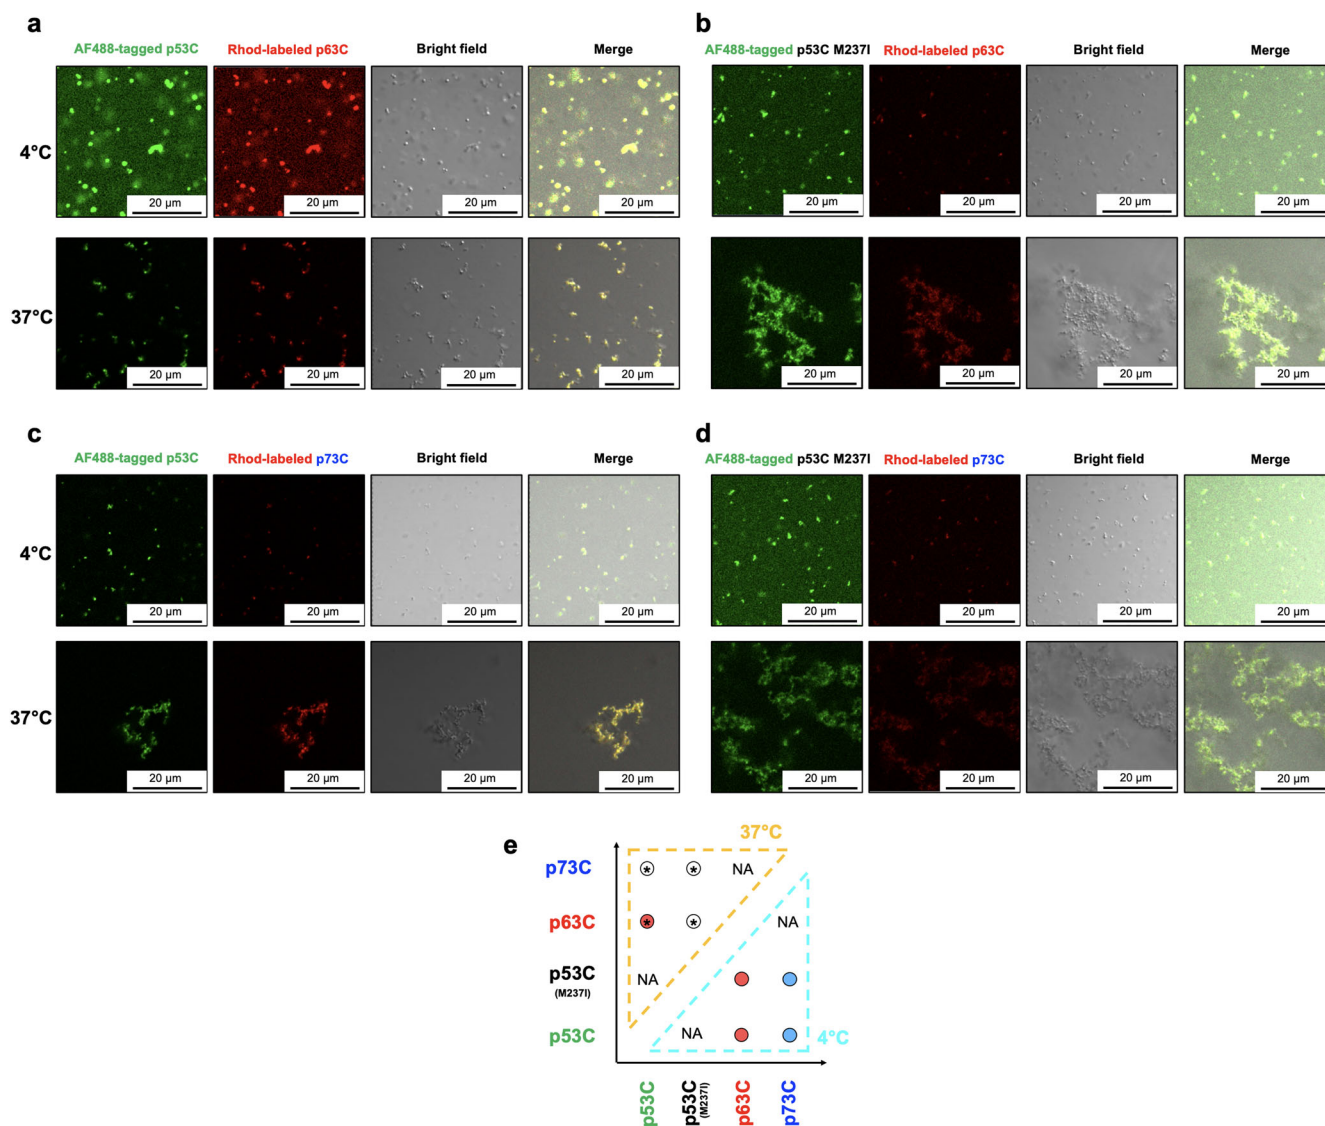 a
AF488-tagged p53C Rhod-labeled p63C Bright field Merge
4°C
20 µm 20 µm 20 µm 20 µm
37°C
20 µm 20 µm 20 µm 20 µm
b
AF488-tagged p53C M237I Rhod-labeled p63C Bright field Merge
20 µm 20 µm 20 µm 20 µm
20 µm 20 µm 20 µm 20 µm
c
AF488-tagged p53C Rhod-labeled p73C Bright field Merge
4°C
20 µm 20 µm 20 µm 20 µm
37°C
20 µm 20 µm 20 µm 20 µm
d
AF488-tagged p53C M237I Rhod-labeled p73C Bright field Merge
20 µm 20 µm 20 µm 20 µm
20 µm 20 µm 20 µm 20 µm
e
37°C
p73C * * NA
p63C * * NA
p53C NA
(M237I)
p53C NA 4°C
p53C
p53C
(M237I)
p63C
p73C